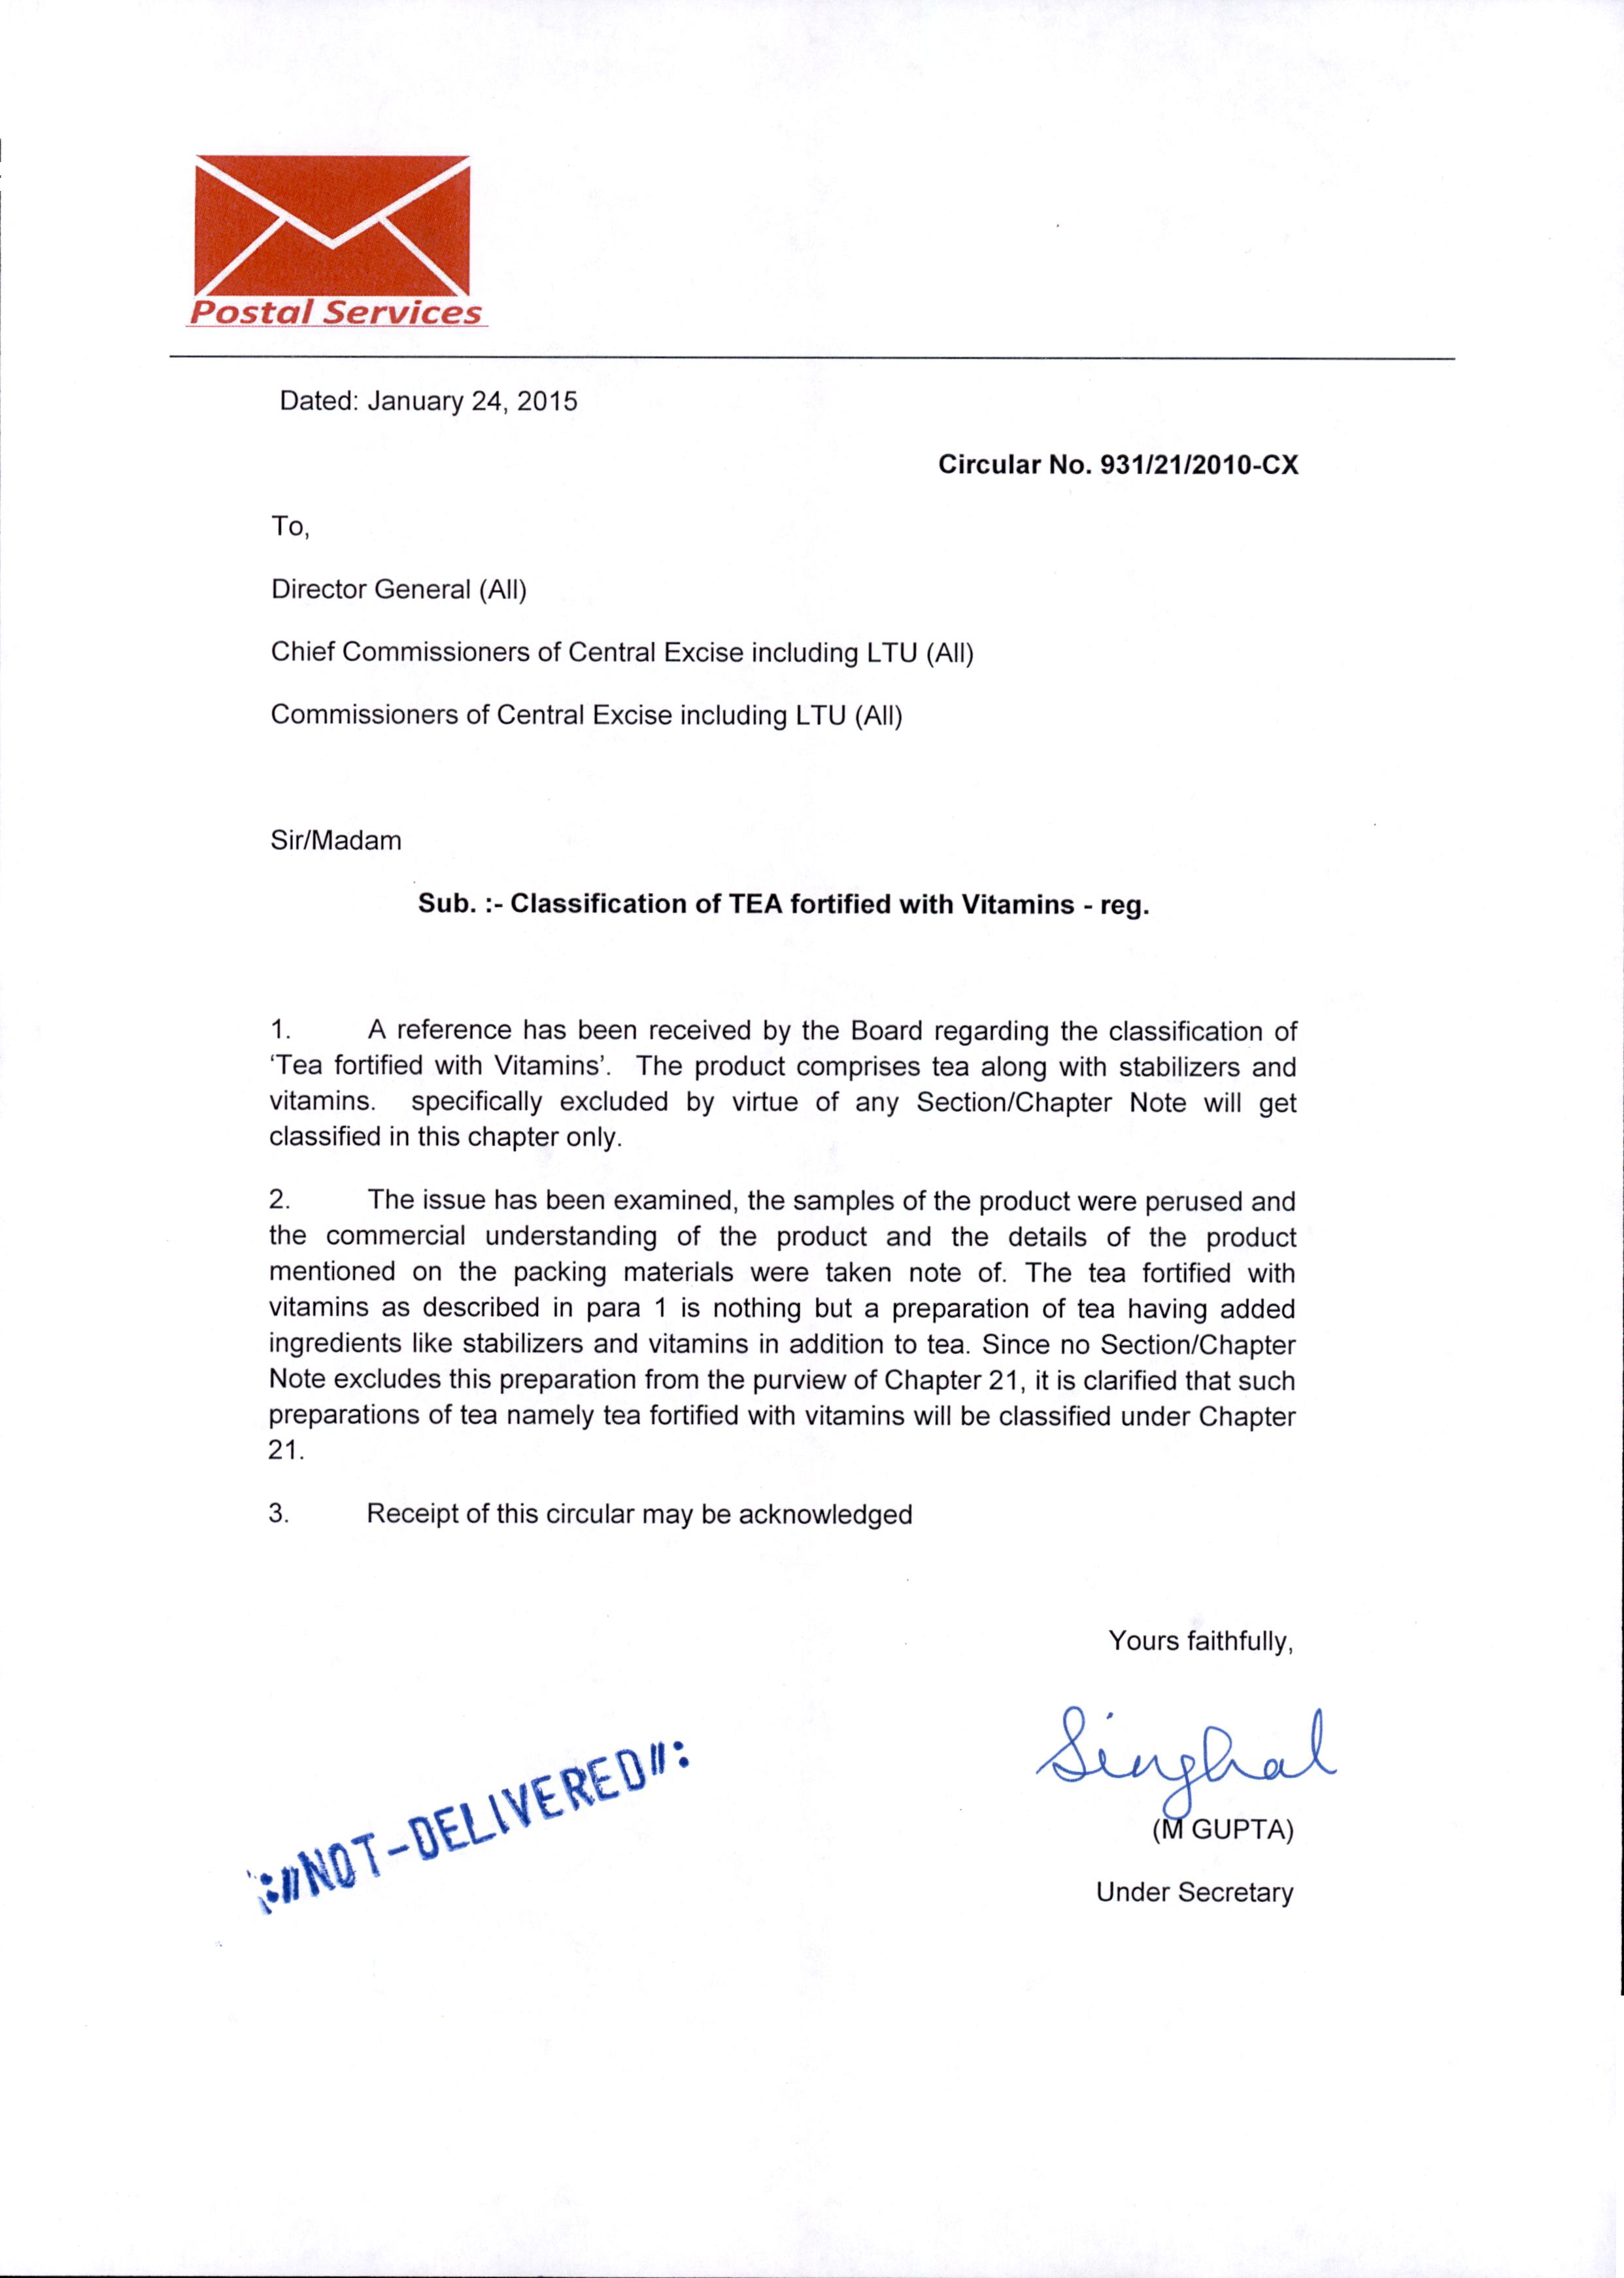 Postal Services
Dated: January 24, 2015
Circular No. 931/21/2010-CX
To,
Director General (All)
Chief Commissioners of Central Excise including LTU (All)
Commissioners of Central Excise including LTU (All)
Sir/Madam
Sub. :- Classification of TEA fortified with Vitamins - reg.
1. A reference has been received by the Board regarding the classification of
‘Tea fortified with Vitamins’. The product comprises tea along with stabilizers and
vitamins. specifically excluded by virtue of any Section/Chapter Note will get
classified in this chapter only.
2. The issue has been examined, the samples of the product were perused and
the commercial understanding of the product and the details of the product
mentioned on the packing materials were taken note of. The tea fortified with
vitamins as described in para 1 is nothing but a preparation of tea having added
ingredients like stabilizers and vitamins in addition to tea. Since no Section/Chapter
Note excludes this preparation from the purview of Chapter 21, it is clarified that such
preparations of tea namely tea fortified with vitamins will be classified under Chapter
21.
3. Receipt of this circular may be acknowledged
Yours faithfully,
Singhal
(M GUPTA)
Under Secretary
://NOT-DELIVERED//: